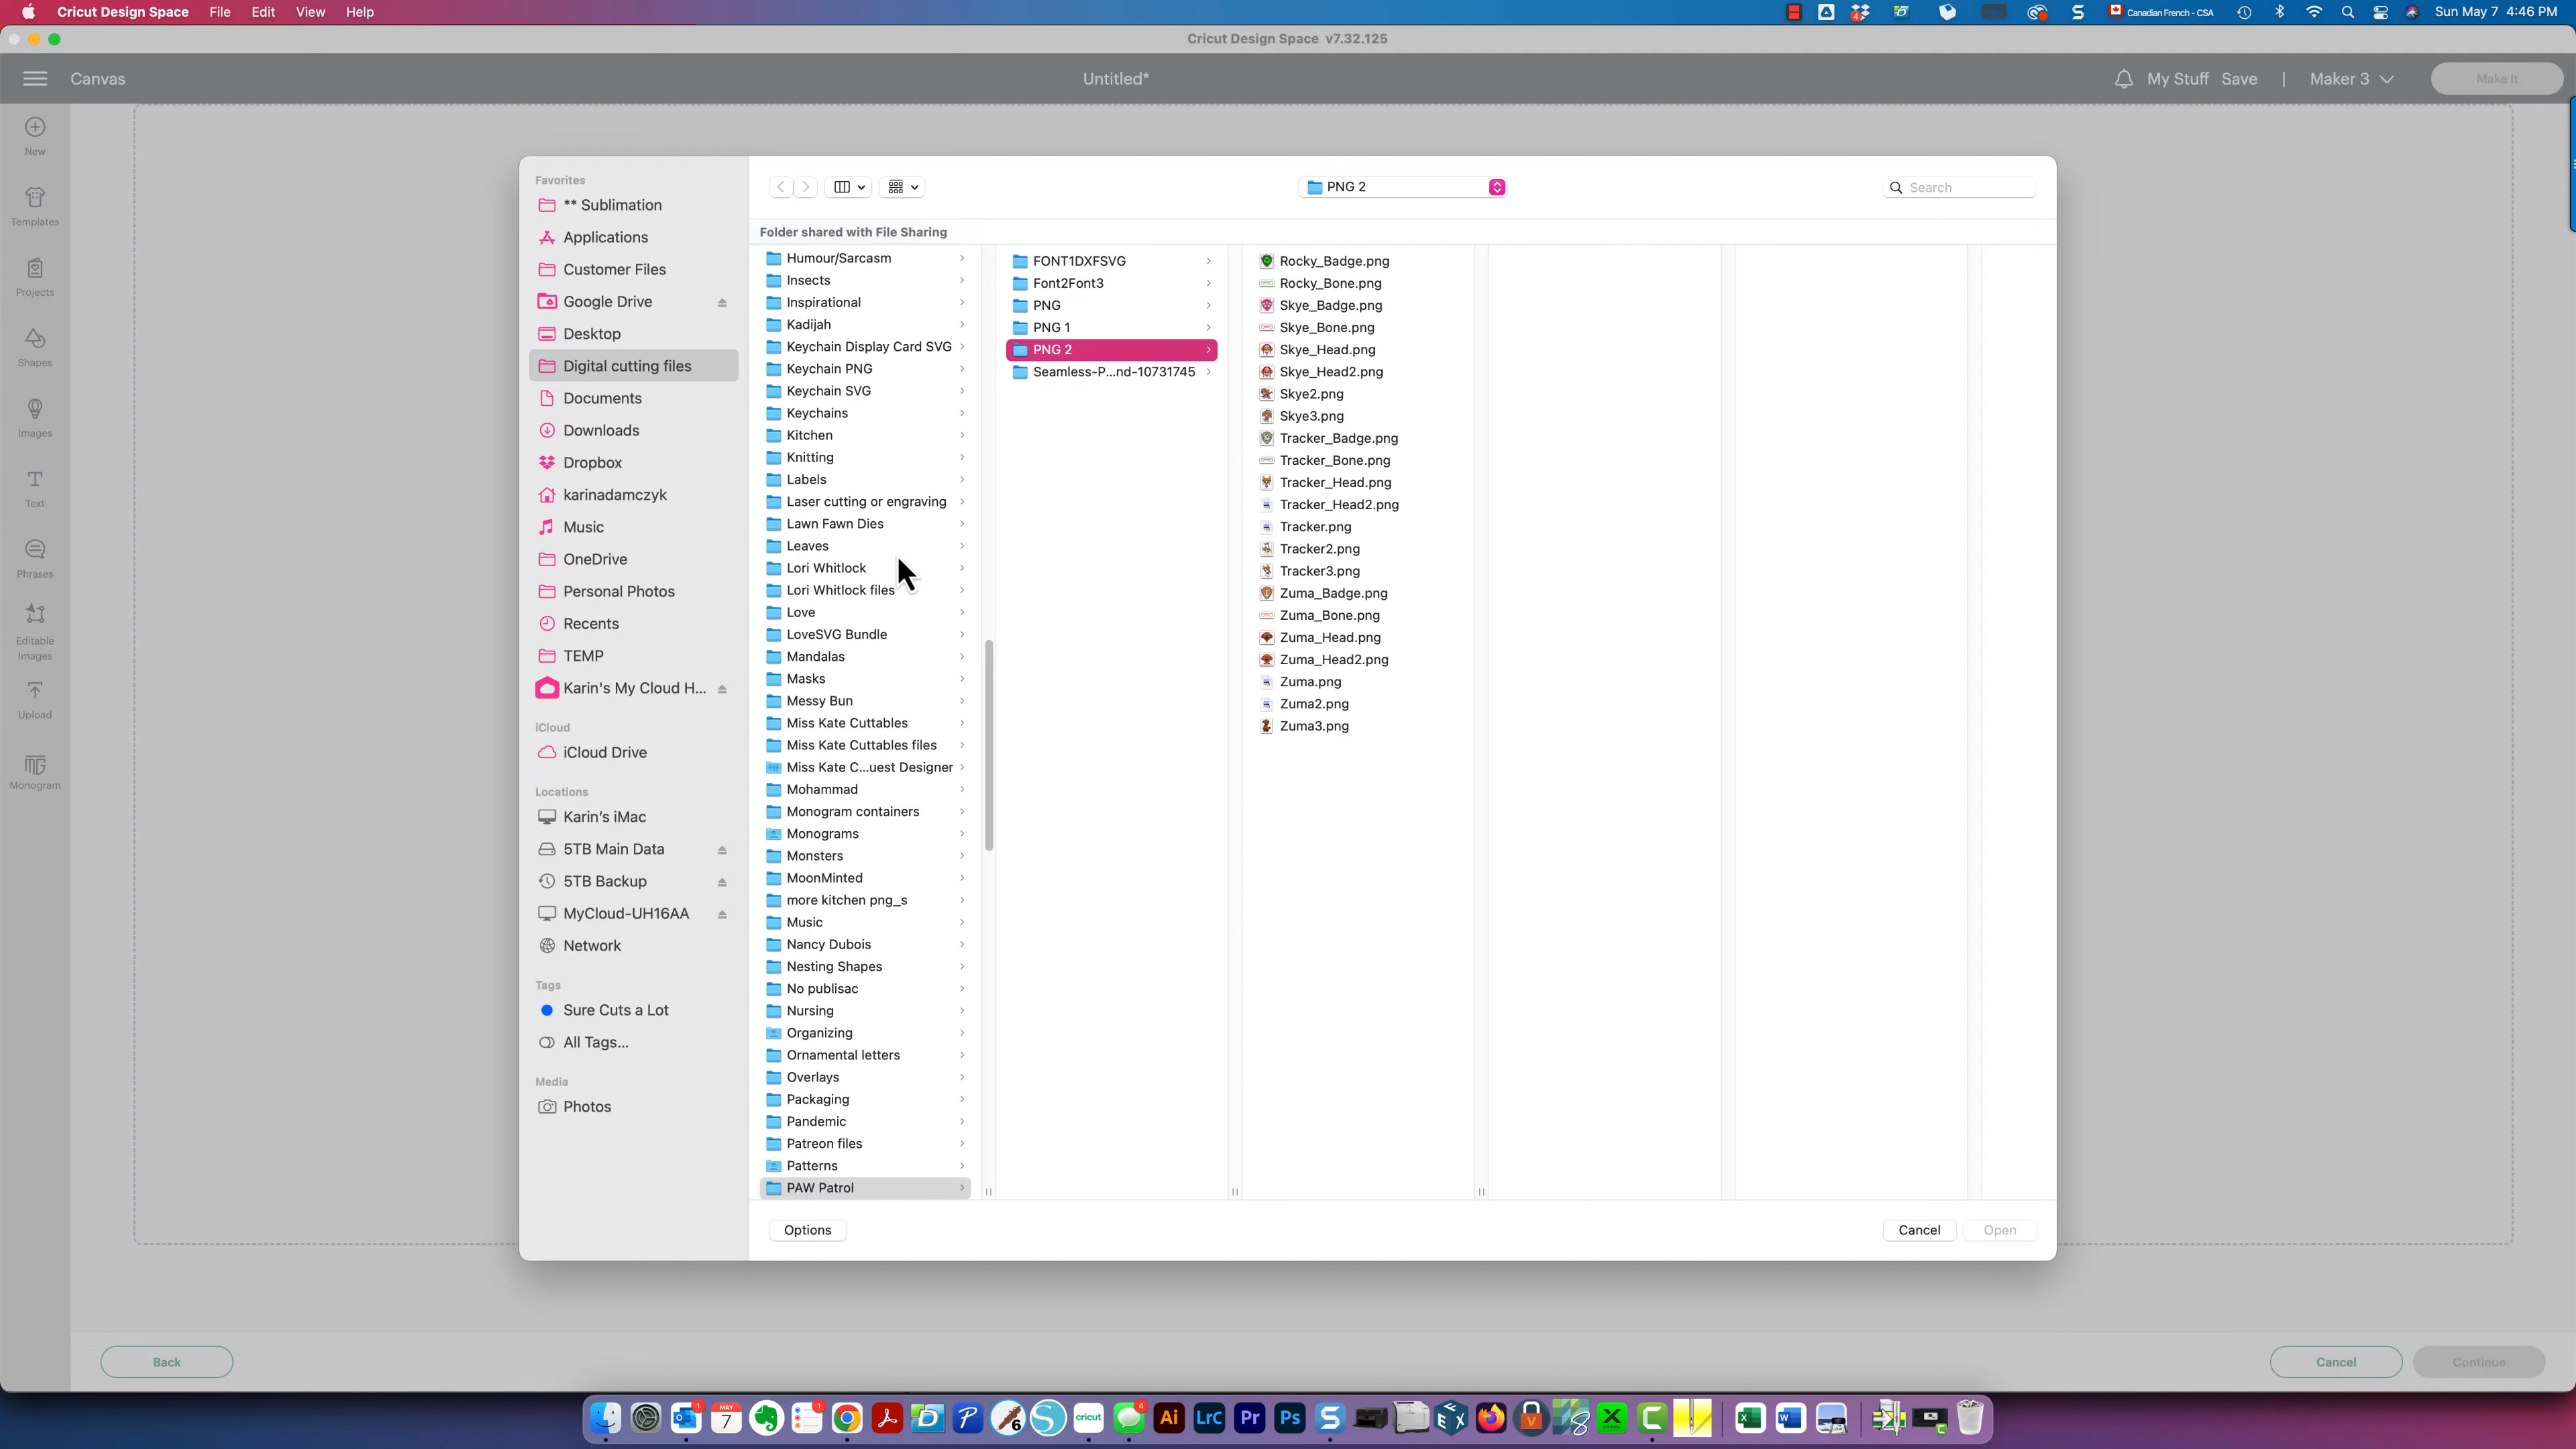 Cricut Design Space File Edit View Help
Canadian French - CSA Sun May 7 4:46 PM
Cricut Design Space v7.32.125
Canvas
Untitled*
My Stuff Save | Maker 3 Make It
New
Templates
Projects
Shapes
Images
Text
Phrases
Editable
Images
Upload
Monogram
Favorites
** Sublimation
Applications
Customer Files
Google Drive
Desktop
Digital cutting files
Documents
Downloads
Dropbox
karinadamczyk
Music
OneDrive
Personal Photos
Recents
TEMP
Karin's My Cloud H...
iCloud
iCloud Drive
Locations
Karin's iMac
5TB Main Data
5TB Backup
MyCloud-UH16AA
Network
Tags
Sure Cuts a Lot
All Tags...
Media
Photos
PNG 2
Search
Folder shared with File Sharing
Humour/Sarcasm
Insects
Inspirational
Kadijah
Keychain Display Card SVG
Keychain PNG
Keychain SVG
Keychains
Kitchen
Knitting
Labels
Laser cutting or engraving
Lawn Fawn Dies
Leaves
Lori Whitlock
Lori Whitlock files
Love
LoveSVG Bundle
Mandalas
Masks
Messy Bun
Miss Kate Cuttables
Miss Kate Cuttables files
Miss Kate C...uest Designer
Mohammad
Monogram containers
Monograms
Monsters
MoonMinted
more kitchen png_s
Music
Nancy Dubois
Nesting Shapes
No publisac
Nursing
Organizing
Ornamental letters
Overlays
Packaging
Pandemic
Patreon files
Patterns
PAW Patrol
FONT1DXFSVG
Font2Font3
PNG
PNG 1
PNG 2
Seamless-P...nd-10731745
Rocky_Badge.png
Rocky_Bone.png
Skye_Badge.png
Skye_Bone.png
Skye_Head.png
Skye_Head2.png
Skye2.png
Skye3.png
Tracker_Badge.png
Tracker_Bone.png
Tracker_Head.png
Tracker_Head2.png
Tracker.png
Tracker2.png
Tracker3.png
Zuma_Badge.png
Zuma_Bone.png
Zuma_Head.png
Zuma_Head2.png
Zuma.png
Zuma2.png
Zuma3.png
Options
Cancel Open
Back
Cancel Continue
MAY
7
cricut
Ai LrC Pr Ps